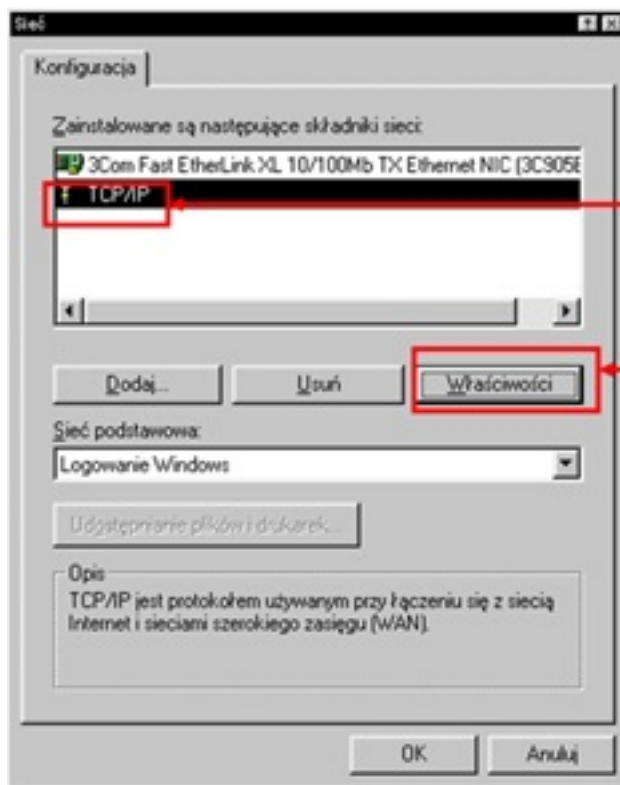 Sieć
Konfiguracja
Zainstalowane są następujące składniki sieci:
3Com Fast EtherLink XL 10/100Mb TX Ethernet NIC (3C905B
TCP/IP
Dodaj... Usuń Właściwości
Sieć podstawowa:
Logowanie Windows
Udostępnianie plików i drukarek...
Opis
TCP/IP jest protokołem używanym przy łączeniu się z siecią
Internet i sieciami szerokiego zasięgu (WAN).
OK Anuluj